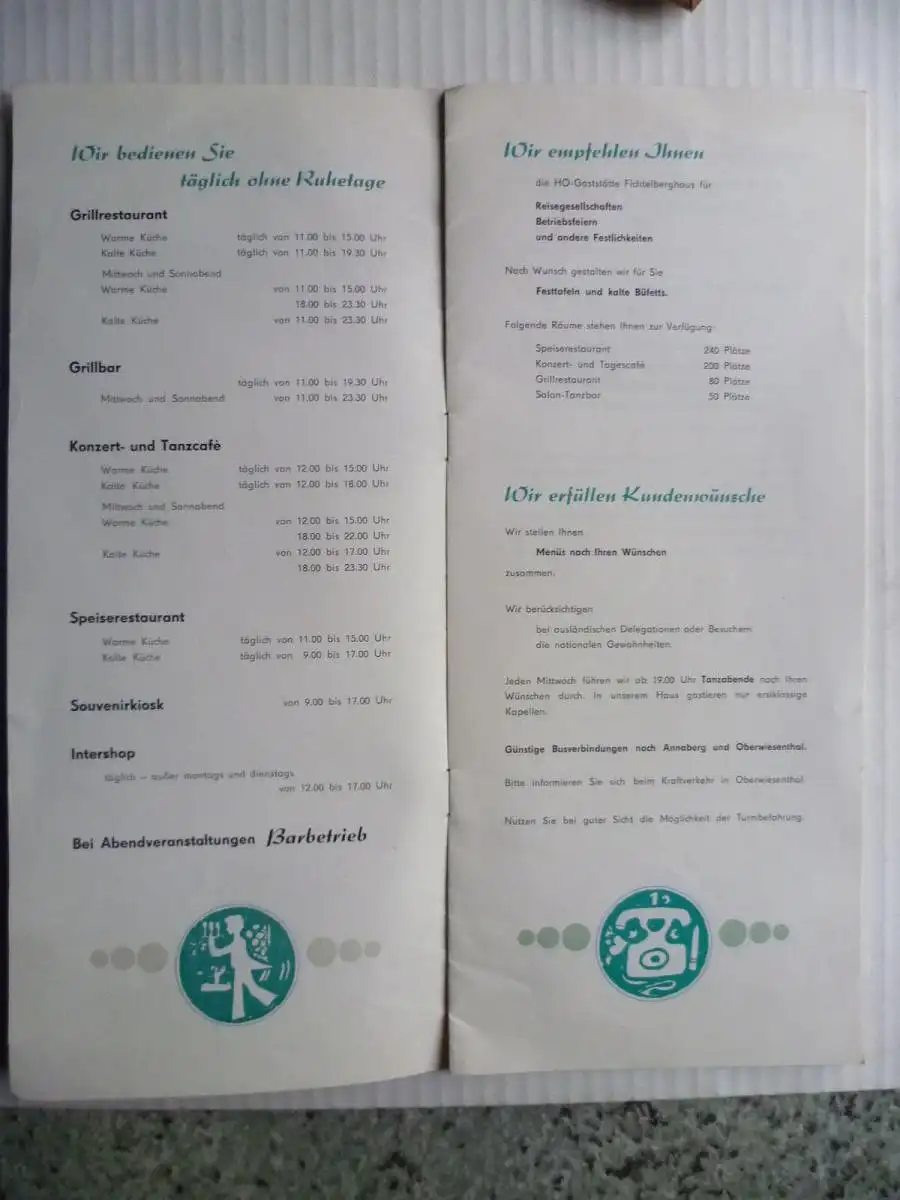 Wir bedienen Sie
täglich ohne Ruhetage
Grillrestaurant
Warme Küche täglich von 11.00 bis 15.00 Uhr
Kalte Küche täglich von 11.00 bis 19.30 Uhr
Mittwoch und Sonnabend
Warme Küche von 11.00 bis 15.00 Uhr
18.00 bis 23.30 Uhr
Kalte Küche von 11.00 bis 23.30 Uhr
Grillbar
täglich von 11.00 bis 19.30 Uhr
Mittwoch und Sonnabend von 11.00 bis 23.30 Uhr
Konzert- und Tanzcafè
Warme Küche täglich von 12.00 bis 15.00 Uhr
Kalte Küche täglich von 12.00 bis 18.00 Uhr
Mittwoch und Sonnabend
Warme Küche von 12.00 bis 15.00 Uhr
18.00 bis 22.00 Uhr
Kalte Küche von 12.00 bis 17.00 Uhr
18.00 bis 23.30 Uhr
Speiserestaurant
Warme Küche täglich von 11.00 bis 15.00 Uhr
Kalte Küche täglich von 9.00 bis 17.00 Uhr
Souvenirkiosk von 9.00 bis 17.00 Uhr
Intershop
täglich – außer montags und dienstags
von 12.00 bis 17.00 Uhr
Bei Abendveranstaltungen Barbetrieb
Wir empfehlen Ihnen
die HO-Gaststätte Fichtelberghaus für
Reisegesellschaften
Betriebsfeiern
und andere Festlichkeiten
Nach Wunsch gestalten wir für Sie
Festtafeln und kalte Büfetts.
Folgende Räume stehen Ihnen zur Verfügung:
Speiserestaurant 240 Plätze
Konzert- und Tagescafé 200 Plätze
Grillrestaurant 80 Plätze
Salon-Tanzbar 50 Plätze
Wir erfüllen Kundenwünsche
Wir stellen Ihnen
Menüs nach Ihren Wünschen
zusammen.
Wir berücksichtigen
bei ausländischen Delegationen oder Besuchern
die nationalen Gewohnheiten.
Jeden Mittwoch führen wir ab 19.00 Uhr Tanzabende nach Ihren
Wünschen durch. In unserem Haus gastieren nur erstklassige
Kapellen.
Günstige Busverbindungen nach Annaberg und Oberwiesenthal.
Bitte informieren Sie sich beim Kraftverkehr in Oberwiesenthal.
Nutzen Sie bei guter Sicht die Möglichkeit der Turmbefahrung.